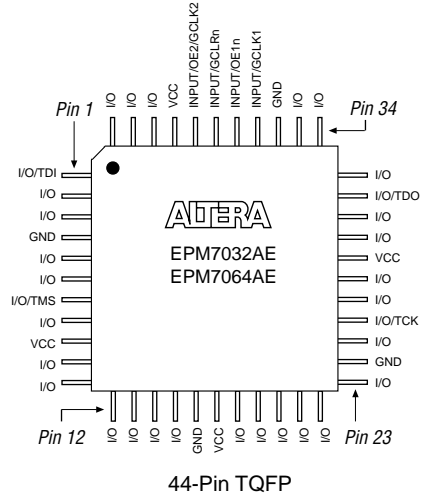 I/O
I/O
I/O
VCC
INPUT/OE2/GCLK2
INPUT/GCLRn
INPUT/OE1n
INPUT/GCLK1
GND
I/O
I/O
Pin 1
Pin 34
I/O/TDI
I/O
I/O
GND
I/O
I/O
I/O/TMS
I/O
VCC
I/O
I/O
ALTERA
EPM7032AE
EPM7064AE
I/O
I/O/TDO
I/O
I/O
VCC
I/O
I/O
I/O/TCK
I/O
GND
I/O
Pin 12
Pin 23
I/O
I/O
I/O
I/O
GND
VCC
I/O
I/O
I/O
I/O
I/O
44-Pin TQFP